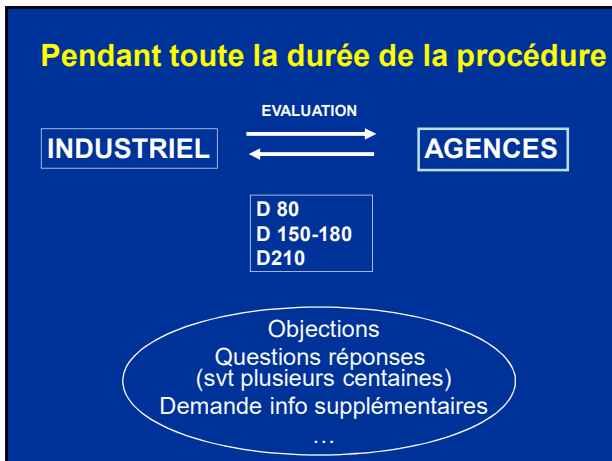 Pendant toute la durée de la procédure
EVALUATION
INDUSTRIEL
AGENCES
D 80
D 150-180
D210
Objections
Questions réponses
(svt plusieurs centaines)
Demande info supplémentaires
…